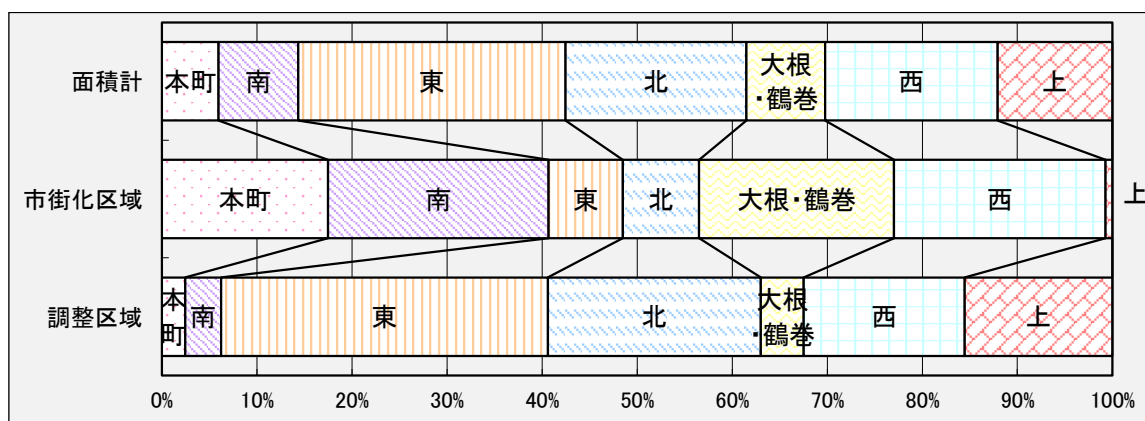 面積計
本町
南
東
北
大根
・鶴巻
西
上
市街化区域
本町
南
東
北
大根・鶴巻
西
上
調整区域
本
町
南
東
北
大根
・鶴巻
西
上
0% 10% 20% 30% 40% 50% 60% 70% 80% 90% 100%